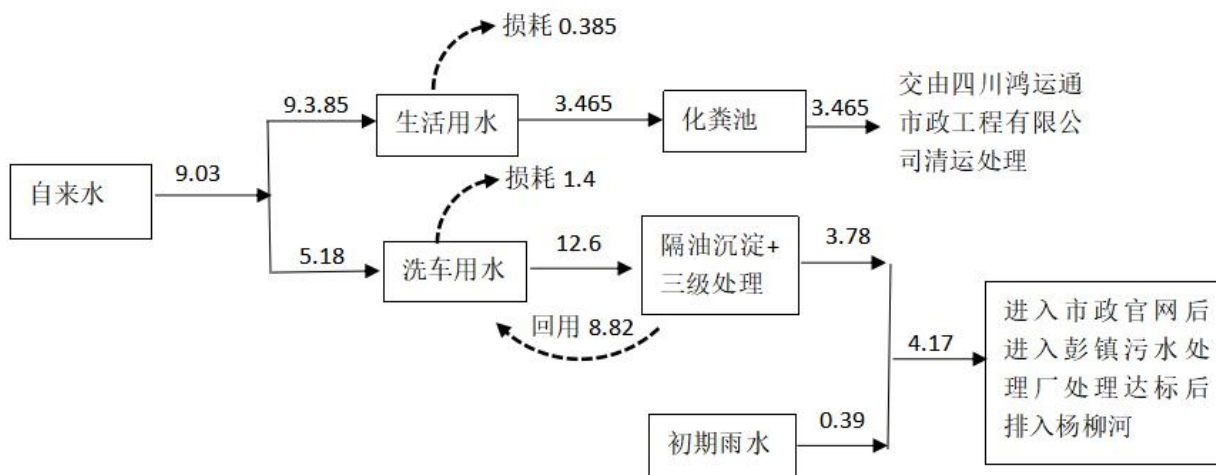 损耗 0.385
9.3.85
生活用水
3.465
化粪池
3.465
交由四川鸿运通
市政工程有限公
司清运处理
自来水
9.03
损耗 1.4
5.18
洗车用水
12.6
隔油沉淀+
三级处理
3.78
回用 8.82
4.17
进入市政官网后
进入彭镇污水处
理厂处理达标后
排入杨柳河
初期雨水
0.39